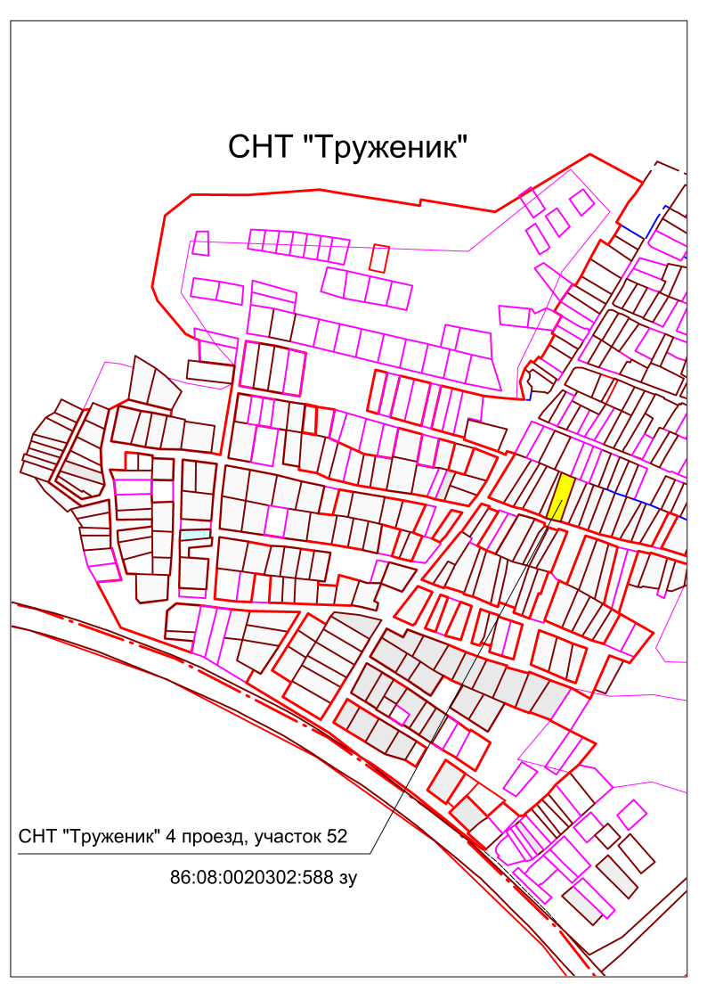 СНТ "Труженик"
СНТ "Труженик" 4 проезд, участок 52
86:08:0020302:588 зу